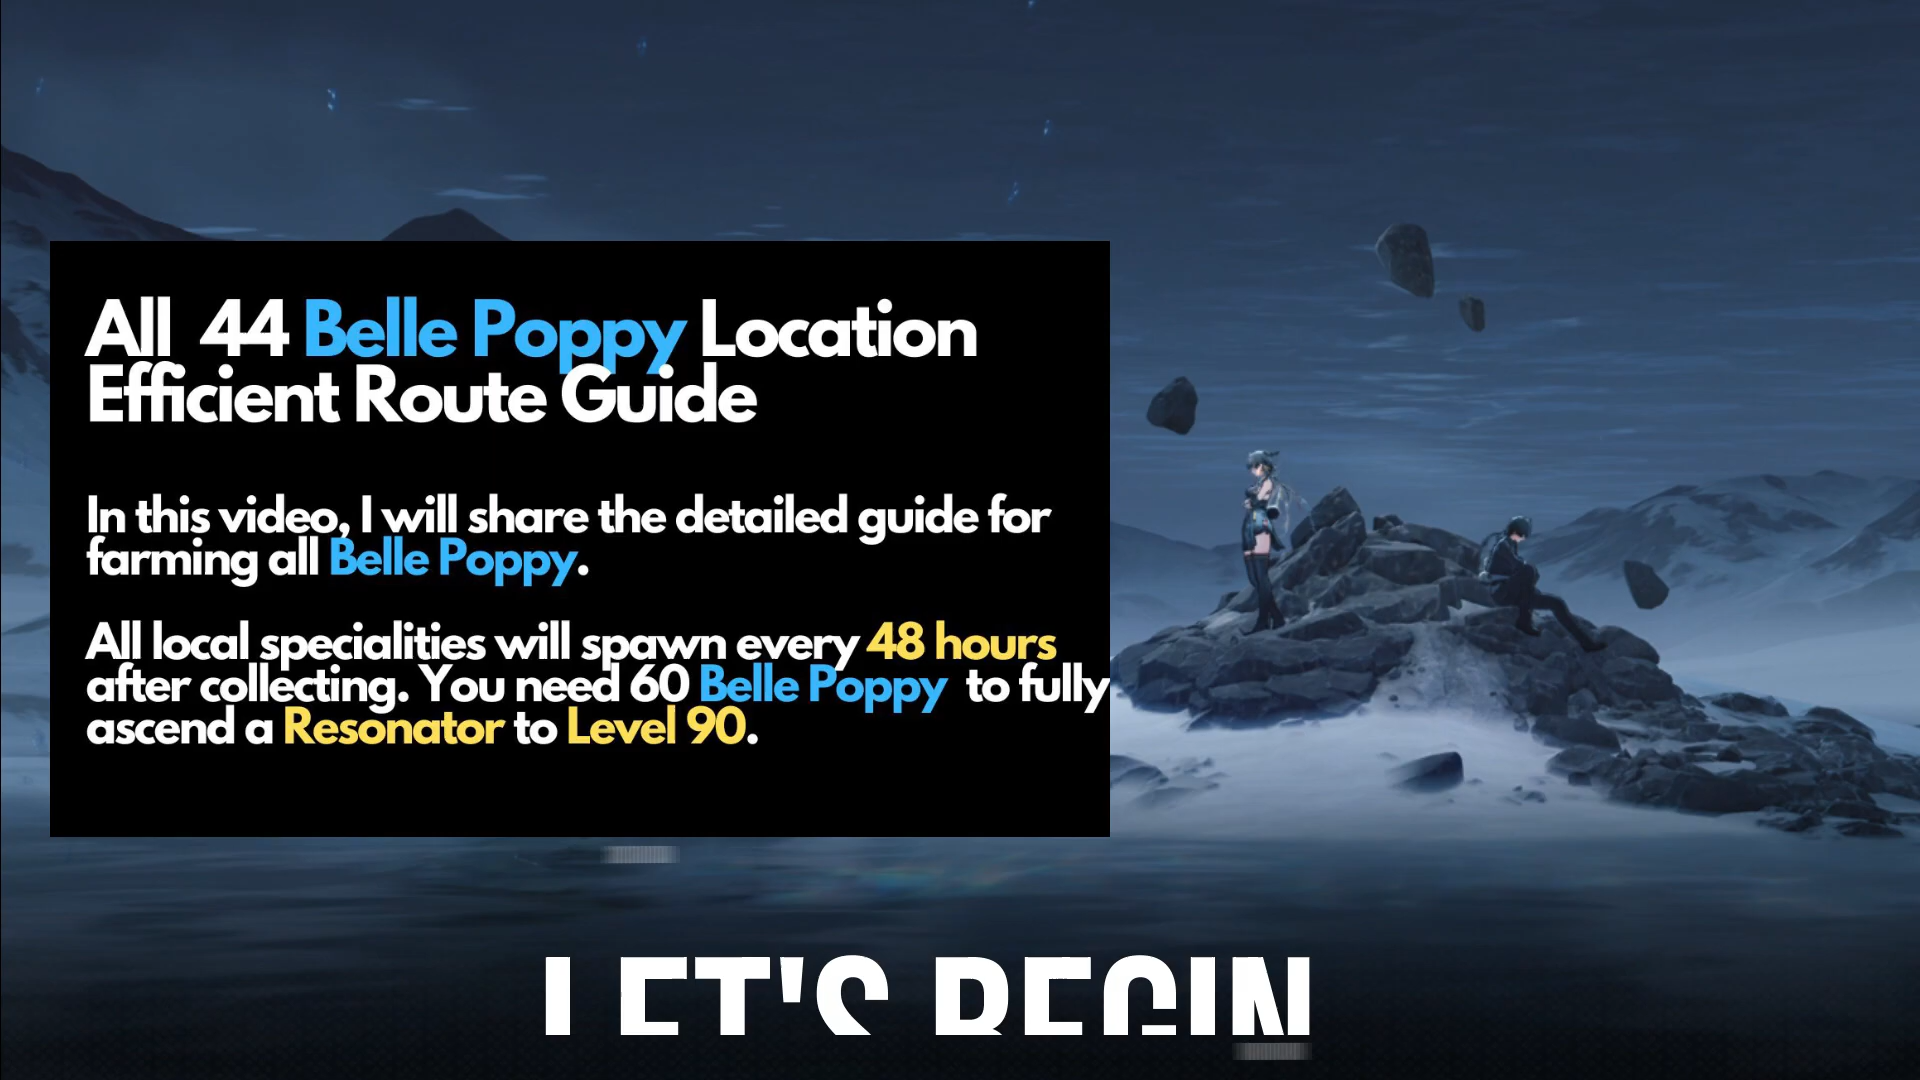 All 44 Belle Poppy Location
Efficient Route Guide
In this video, I will share the detailed guide for
farming all Belle Poppy.
All local specialities will spawn every 48 hours
after collecting. You need 60 Belle Poppy to fully
ascend a Resonator to Level 90.
LET'S BEGIN